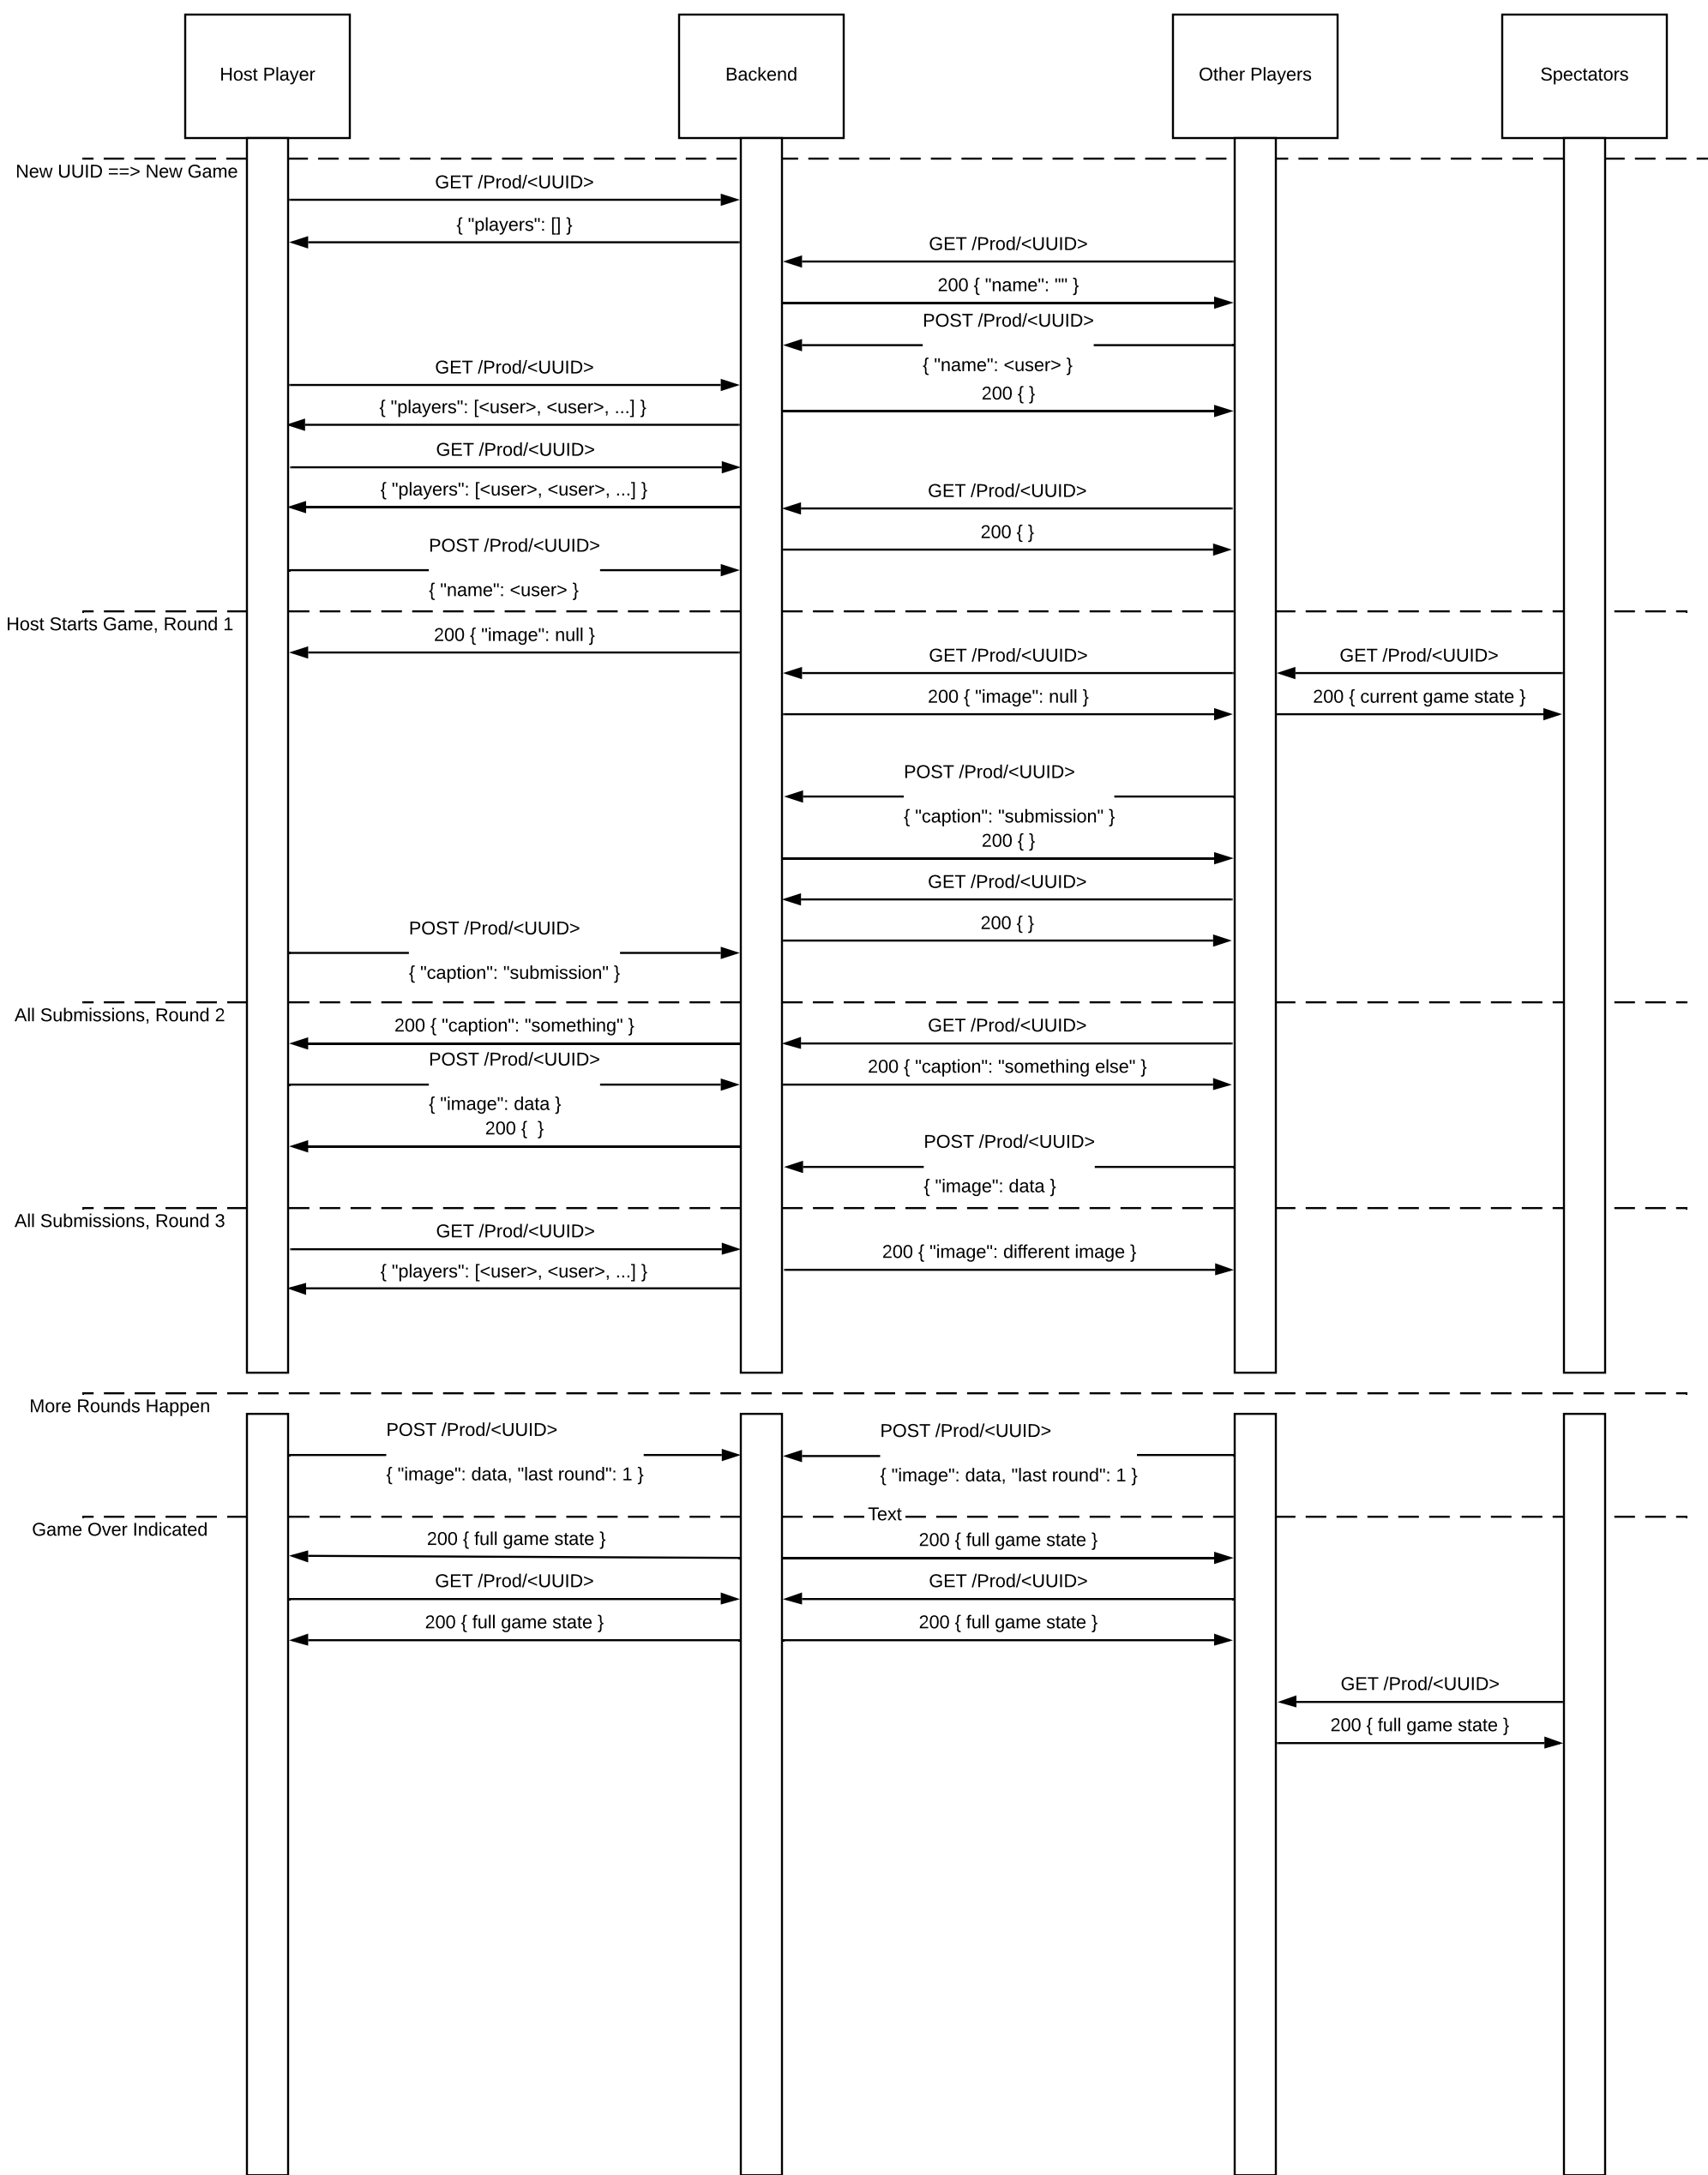 Host Player
Backend
Other Players
Spectators
New UUID ==> New Game
GET /Prod/<UUID>
{ "players": [] }
GET /Prod/<UUID>
200 { "name": "" }
POST /Prod/<UUID>
{ "name": <user> }
GET /Prod/<UUID>
200 { }
{ "players": [<user>, <user>, ...] }
GET /Prod/<UUID>
{ "players": [<user>, <user>, ...] }
GET /Prod/<UUID>
200 { }
POST /Prod/<UUID>
{ "name": <user> }
Host Starts Game, Round 1
200 { "image": null }
GET /Prod/<UUID>
GET /Prod/<UUID>
200 { "image": null }
200 { current game state }
POST /Prod/<UUID>
{ "caption": "submission" }
200 { }
GET /Prod/<UUID>
200 { }
POST /Prod/<UUID>
{ "caption": "submission" }
All Submissions, Round 2
200 { "caption": "something" }
GET /Prod/<UUID>
POST /Prod/<UUID>
200 { "caption": "something else" }
{ "image": data }
200 {  }
POST /Prod/<UUID>
{ "image": data }
All Submissions, Round 3
GET /Prod/<UUID>
200 { "image": different image }
{ "players": [<user>, <user>, ...] }
More Rounds Happen
POST /Prod/<UUID>
POST /Prod/<UUID>
{ "image": data, "last round": 1 }
{ "image": data, "last round": 1 }
Text
Game Over Indicated
200 { full game state }
200 { full game state }
GET /Prod/<UUID>
GET /Prod/<UUID>
200 { full game state }
200 { full game state }
GET /Prod/<UUID>
200 { full game state }